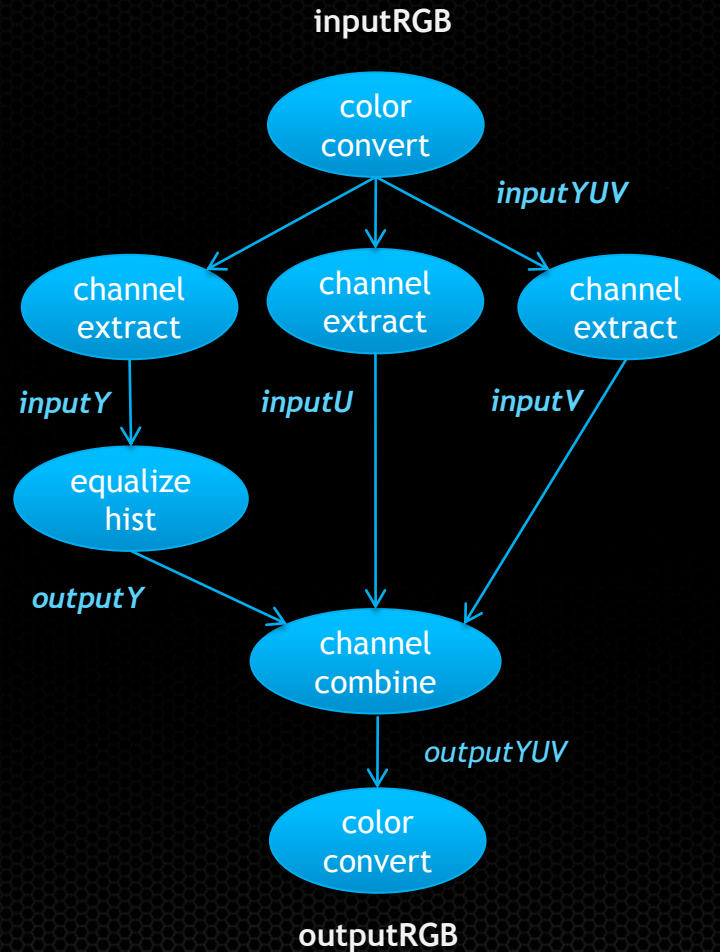 inputRGB
color
convert
inputYUV
channel
extract
channel
extract
channel
extract
inputY
inputU
inputV
equalize
hist
outputY
channel
combine
outputYUV
color
convert
outputRGB